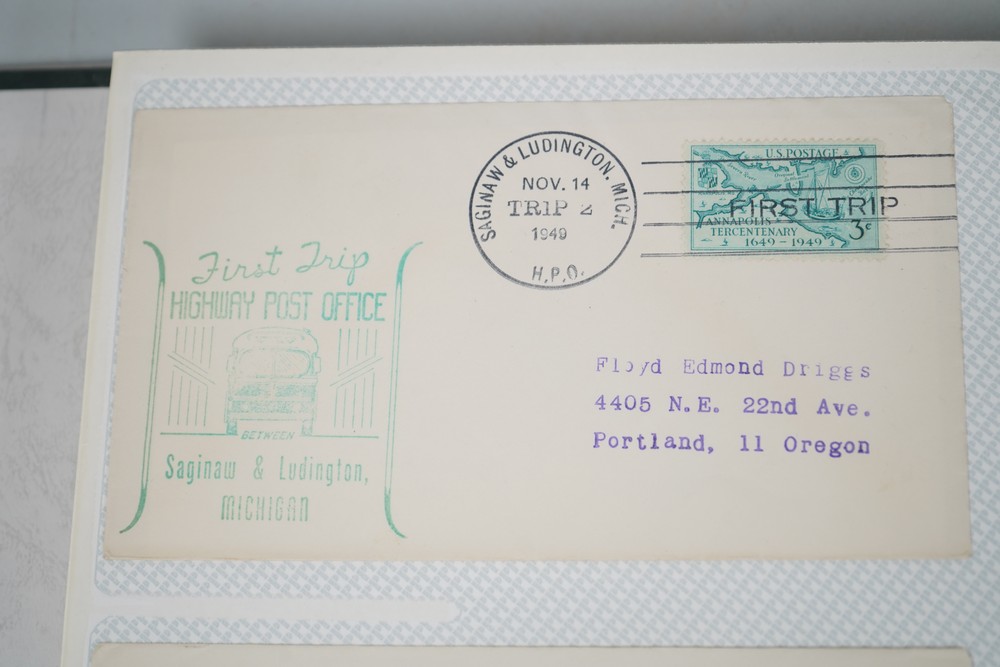 SAGINAW & LUDINGTON, MICH.
NOV. 14
TRIP 2
1949
H.P.O.
U.S. POSTAGE
FIRST TRIP
ANNAPOLIS
TERCENTENARY
3¢
1649-1949
First Trip
HIGHWAY POST OFFICE
BETWEEN
Saginaw & Ludington,
MICHIGAN
Floyd Edmond Driggs
4405 N.E. 22nd Ave.
Portland, 11 Oregon